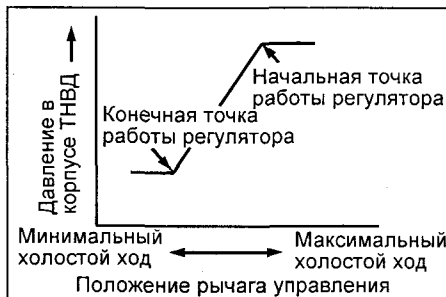 Давление в
корпусе ТНВД
Начальная точка
работы регулятора
Конечная точка
работы регулятора
Минимальный
холостой ход
Максимальный
холостой ход
Положение рычага управления